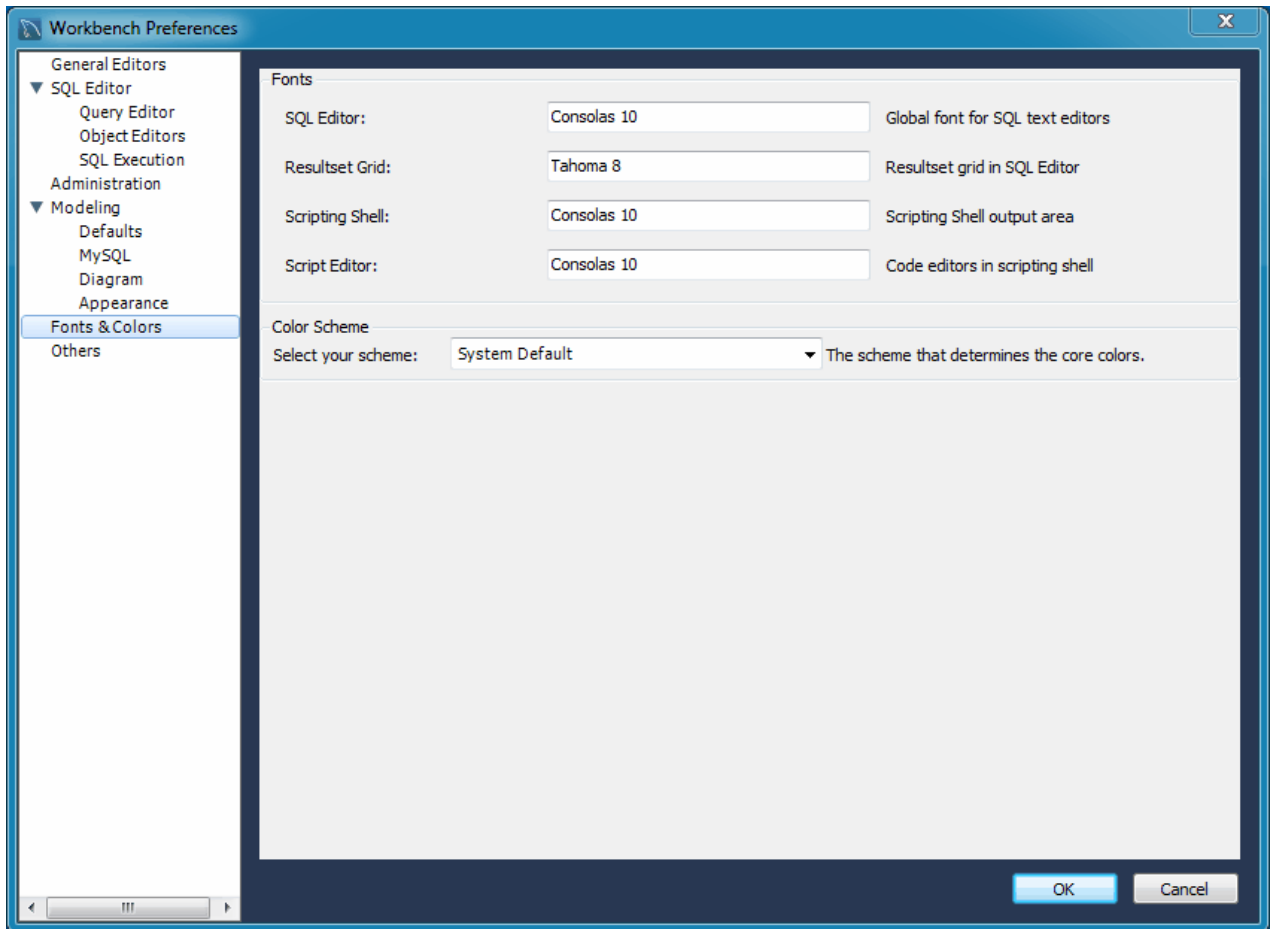 Workbench Preferences
General Editors
SQL Editor
Query Editor
Object Editors
SQL Execution
Administration
Modeling
Defaults
MySQL
Diagram
Appearance
Fonts & Colors
Others
Fonts
SQL Editor: Consolas 10 Global font for SQL text editors
Resultset Grid: Tahoma 8 Resultset grid in SQL Editor
Scripting Shell: Consolas 10 Scripting Shell output area
Script Editor: Consolas 10 Code editors in scripting shell
Color Scheme
Select your scheme: System Default The scheme that determines the core colors.
OK Cancel